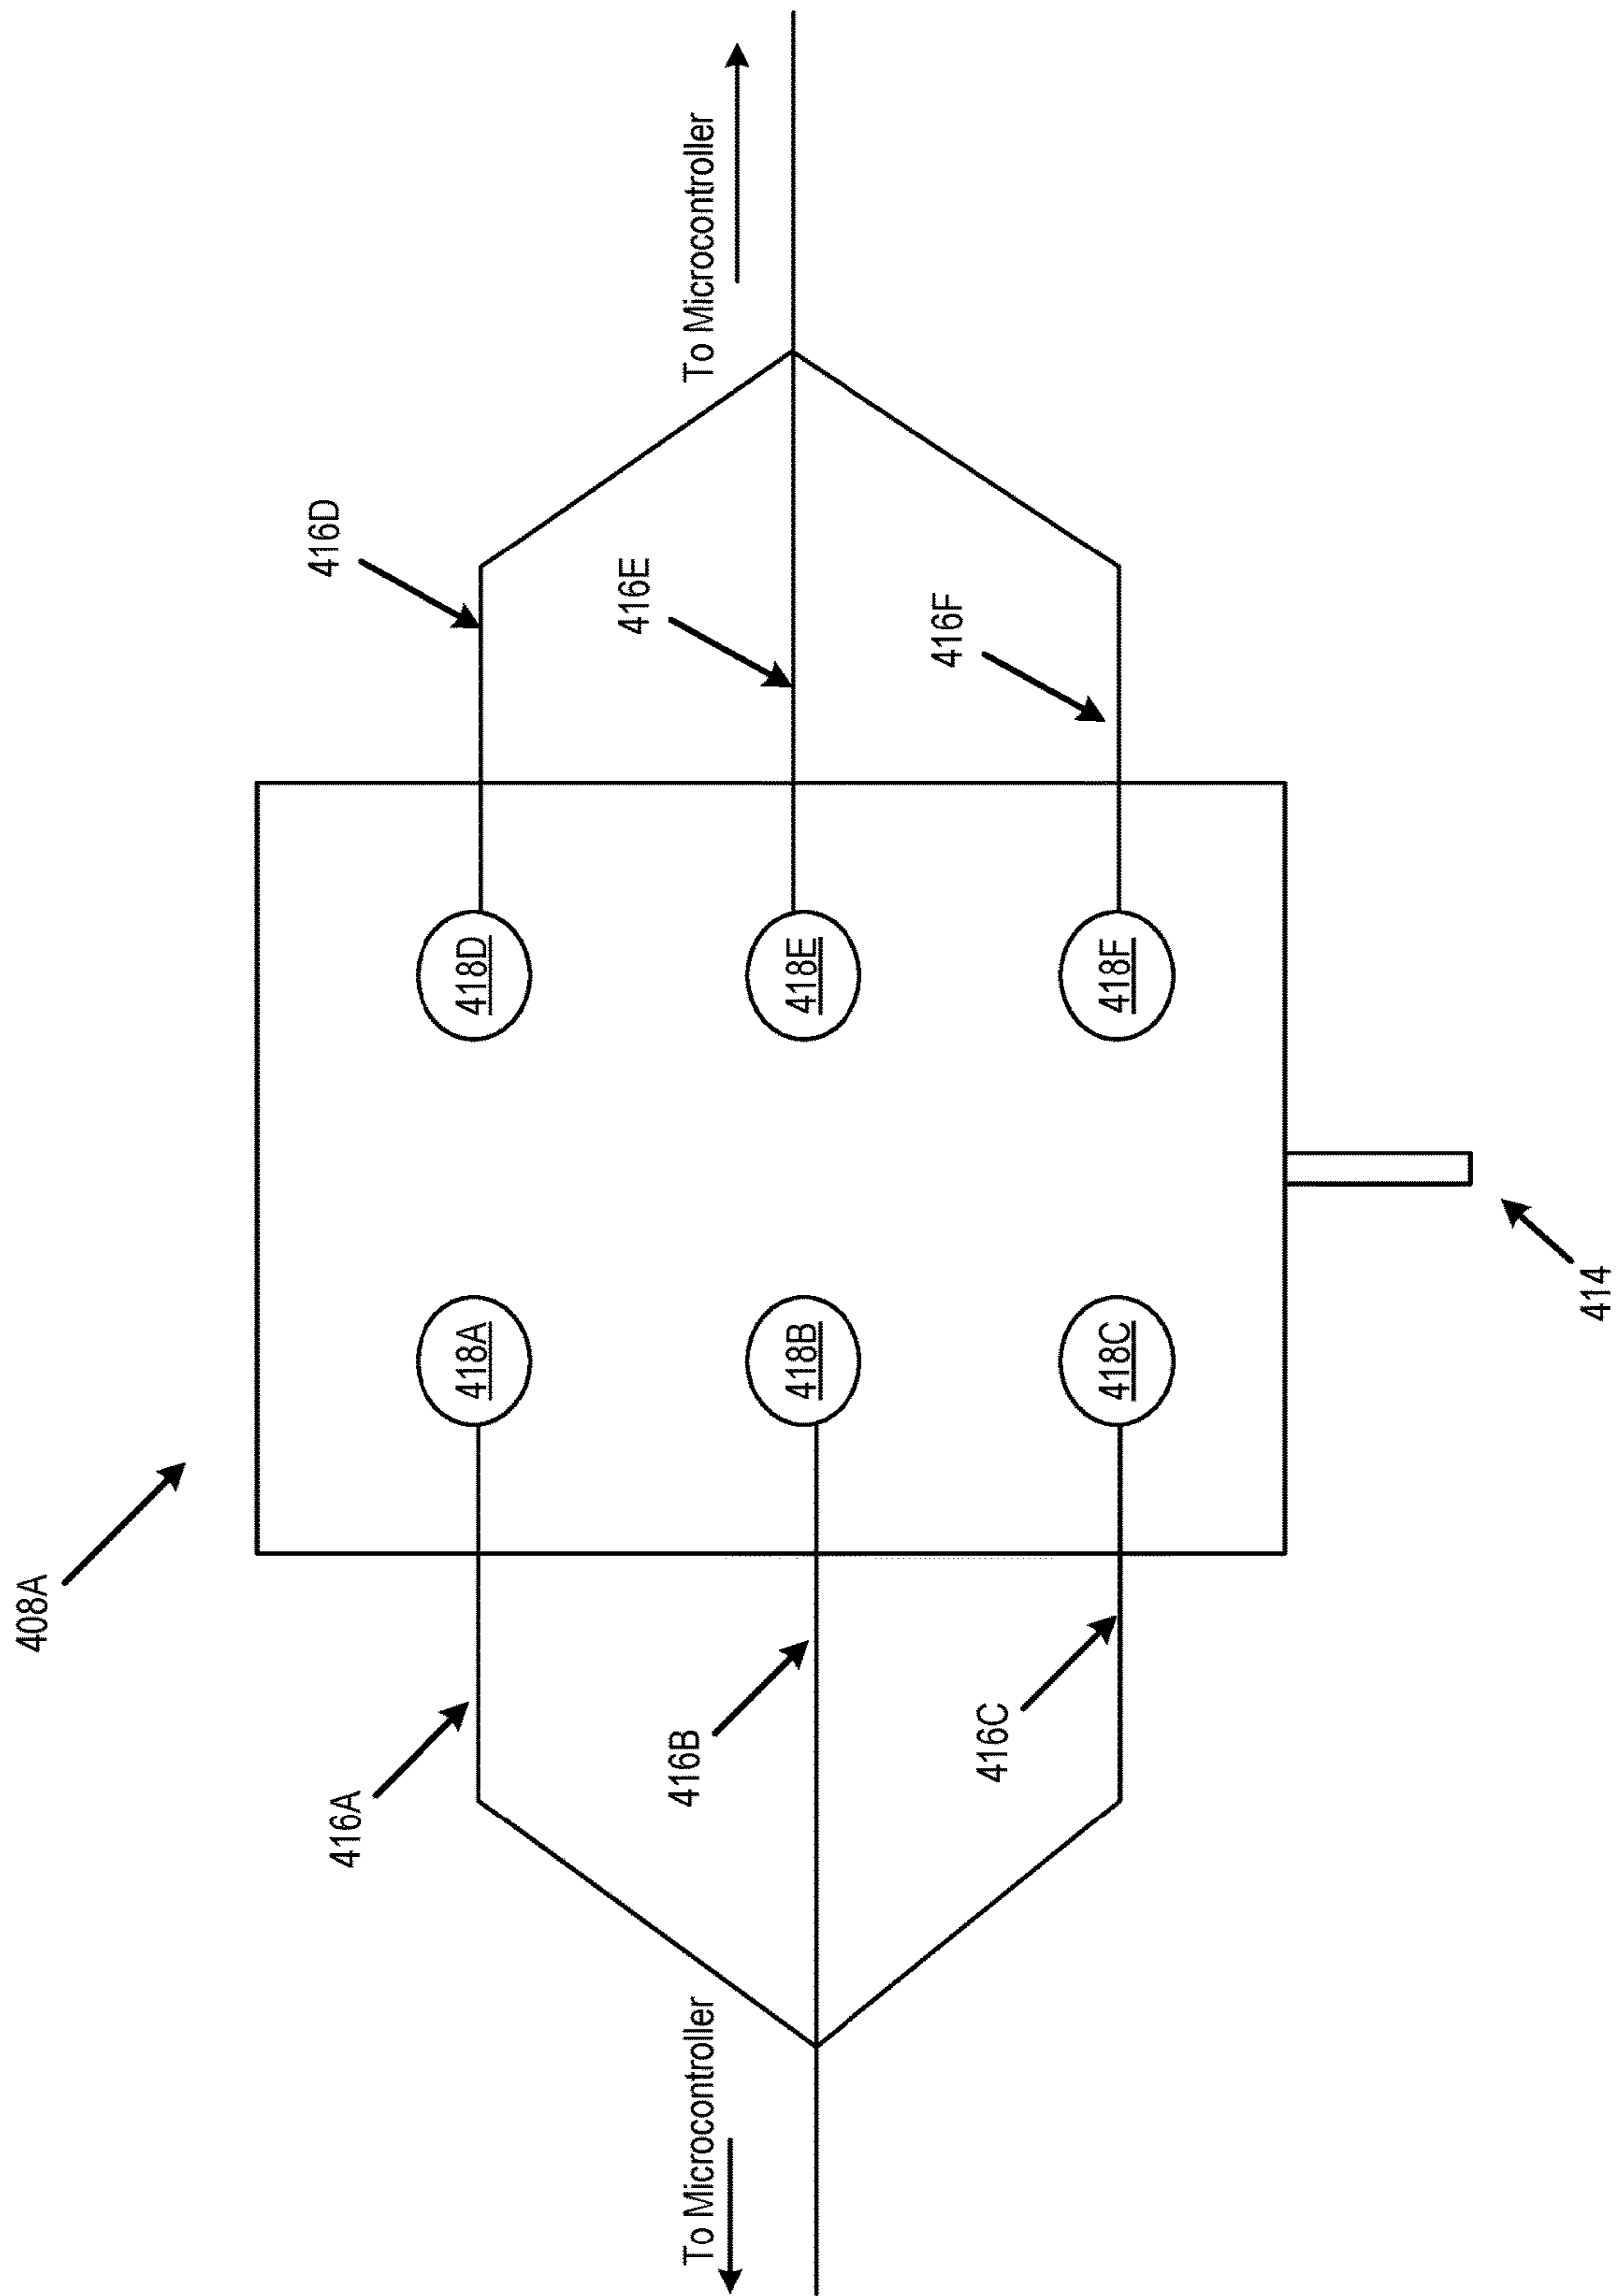 408A
416D
416A
418A
418D
416E
416B
To Microcontroller
To Microcontroller
418B
418E
416F
416C
418C
418F
414